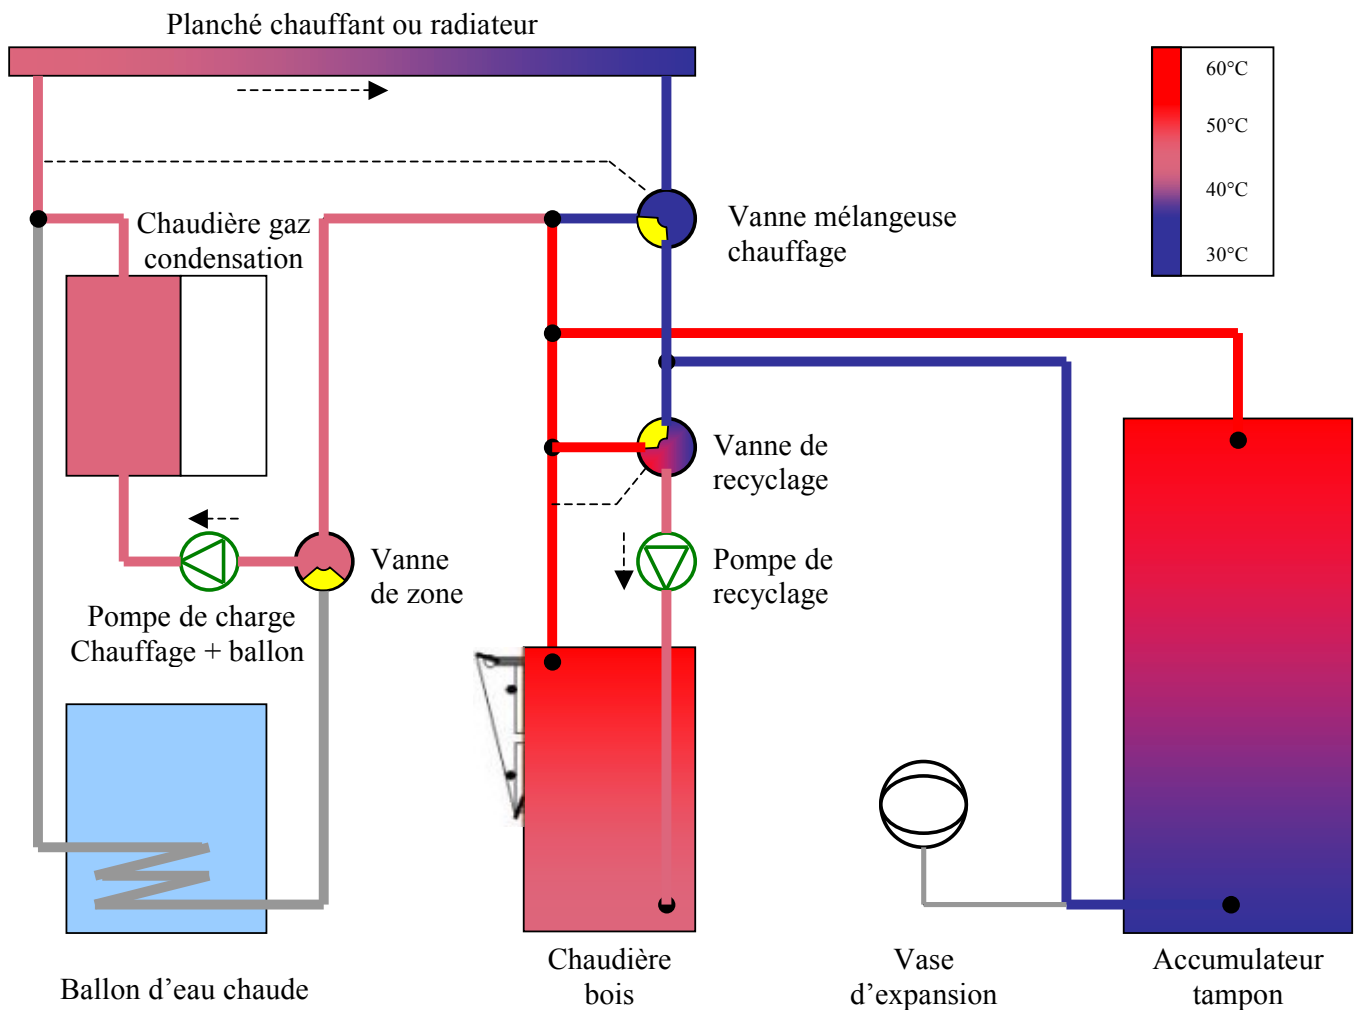 Planché chauffant ou radiateur
60°C
50°C
40°C
30°C
Chaudière gaz
condensation
Vanne mélangeuse
chauffage
Vanne de
recyclage
Vanne
de zone
Pompe de
recyclage
Pompe de charge
Chauffage + ballon
Ballon d’eau chaude
Chaudière
bois
Vase
d’expansion
Accumulateur
tampon